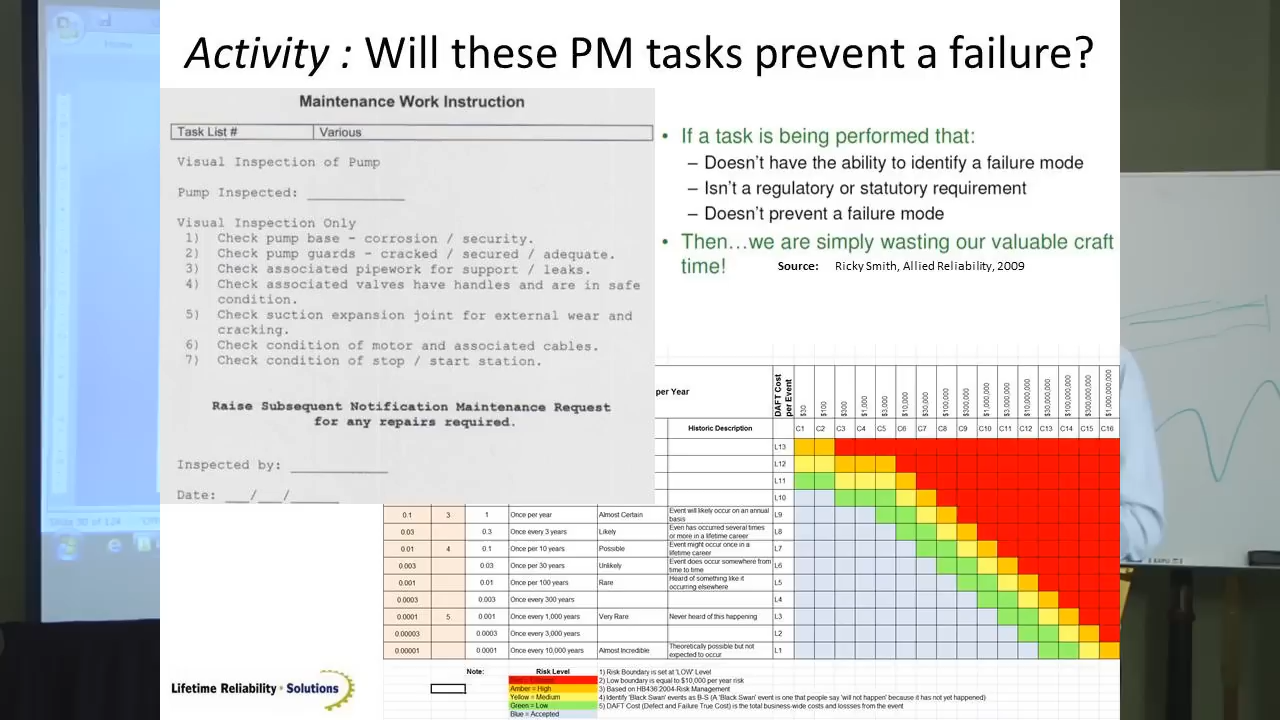 Activity : Will these PM tasks prevent a failure?
Maintenance Work Instruction
Task List #
Various
Visual Inspection of Pump
Pump Inspected: ____________
Visual Inspection Only
1) Check pump base – corrosion / security.
2) Check pump guards – cracked / secured / adequate.
3) Check associated pipework for support / leaks.
4) Check associated valves have handles and are in safe
condition.
5) Check suction expansion joint for external wear and
cracking.
6) Check condition of motor and associated cables.
7) Check condition of stop / start station.
Raise Subsequent Notification Maintenance Request
for any repairs required.
Inspected by: ____________
Date: ___/___/______
• If a task is being performed that:
– Doesn't have the ability to identify a failure mode
– Isn't a regulatory or statutory requirement
– Doesn't prevent a failure mode
• Then…we are simply wasting our valuable craft
time!
Source: Ricky Smith, Allied Reliability, 2009
per Year
DAFT Cost
per Event
$30 $100 $300 $1,000 $3,000 $10,000 $30,000 $100,000 $300,000 $1,000,000 $3,000,000 $10,000,000 $30,000,000 $100,000,000 $300,000,000 $1,000,000,000
Historic Description
C1 C2 C3 C4 C5 C6 C7 C8 C9 C10 C11 C12 C13 C14 C15 C16
L13
L12
L11
L10
0.1 3 1 Once per year Almost Certain Event will likely occur on an annual
basis L9
0.03 0.3 Once every 3 years Likely Even has occurred several times
or more in a lifetime career L8
0.01 4 0.1 Once per 10 years Possible Event might occur once in a
lifetime career L7
0.003 0.03 Once per 30 years Unlikely Event does occur somewhere from
time to time L6
0.001 0.01 Once per 100 years Rare Heard of something like it
occurring elsewhere L5
0.0003 0.003 Once every 300 years L4
0.0001 5 0.001 Once every 1,000 years Very Rare Never heard of this happening L3
0.00003 0.0003 Once every 3,000 years L2
0.00001 0.0001 Once every 10,000 years Almost Incredible Theoretically possible but not
expected to occur L1
Note: Risk Level
Amber = High
Yellow = Medium
Green = Low
Blue = Accepted
1) Risk Boundary is set at 'LOW' Level
2) Low boundary is equal to $10,000 per year risk
3) Based on HB436:2004-Risk Management
4) Identify 'Black Swan' events as B-S (A 'Black Swan' event is one that people say 'will not happen' because it has not yet happened)
5) DAFT Cost (Defect and Failure True Cost) is the total business-wide costs and lossses from the event
Lifetime Reliability Solutions